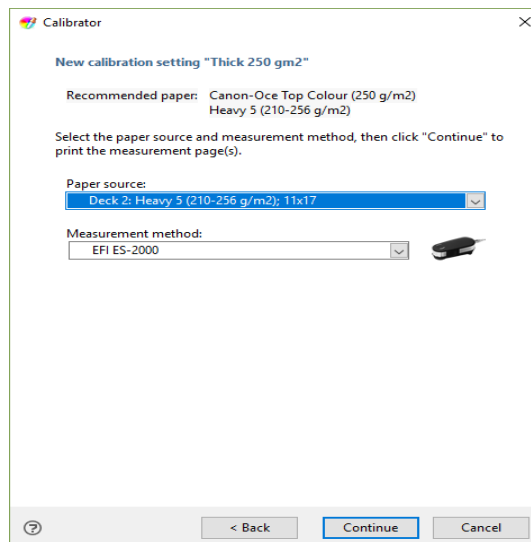 Calibrator
New calibration setting "Thick 250 gm2"
Recommended paper: Canon-Oce Top Colour (250 g/m2)
Heavy 5 (210-256 g/m2)
Select the paper source and measurement method, then click "Continue" to
print the measurement page(s).
Paper source:
Deck 2: Heavy 5 (210-256 g/m2); 11x17
Measurement method:
EFI ES-2000
< Back Continue Cancel